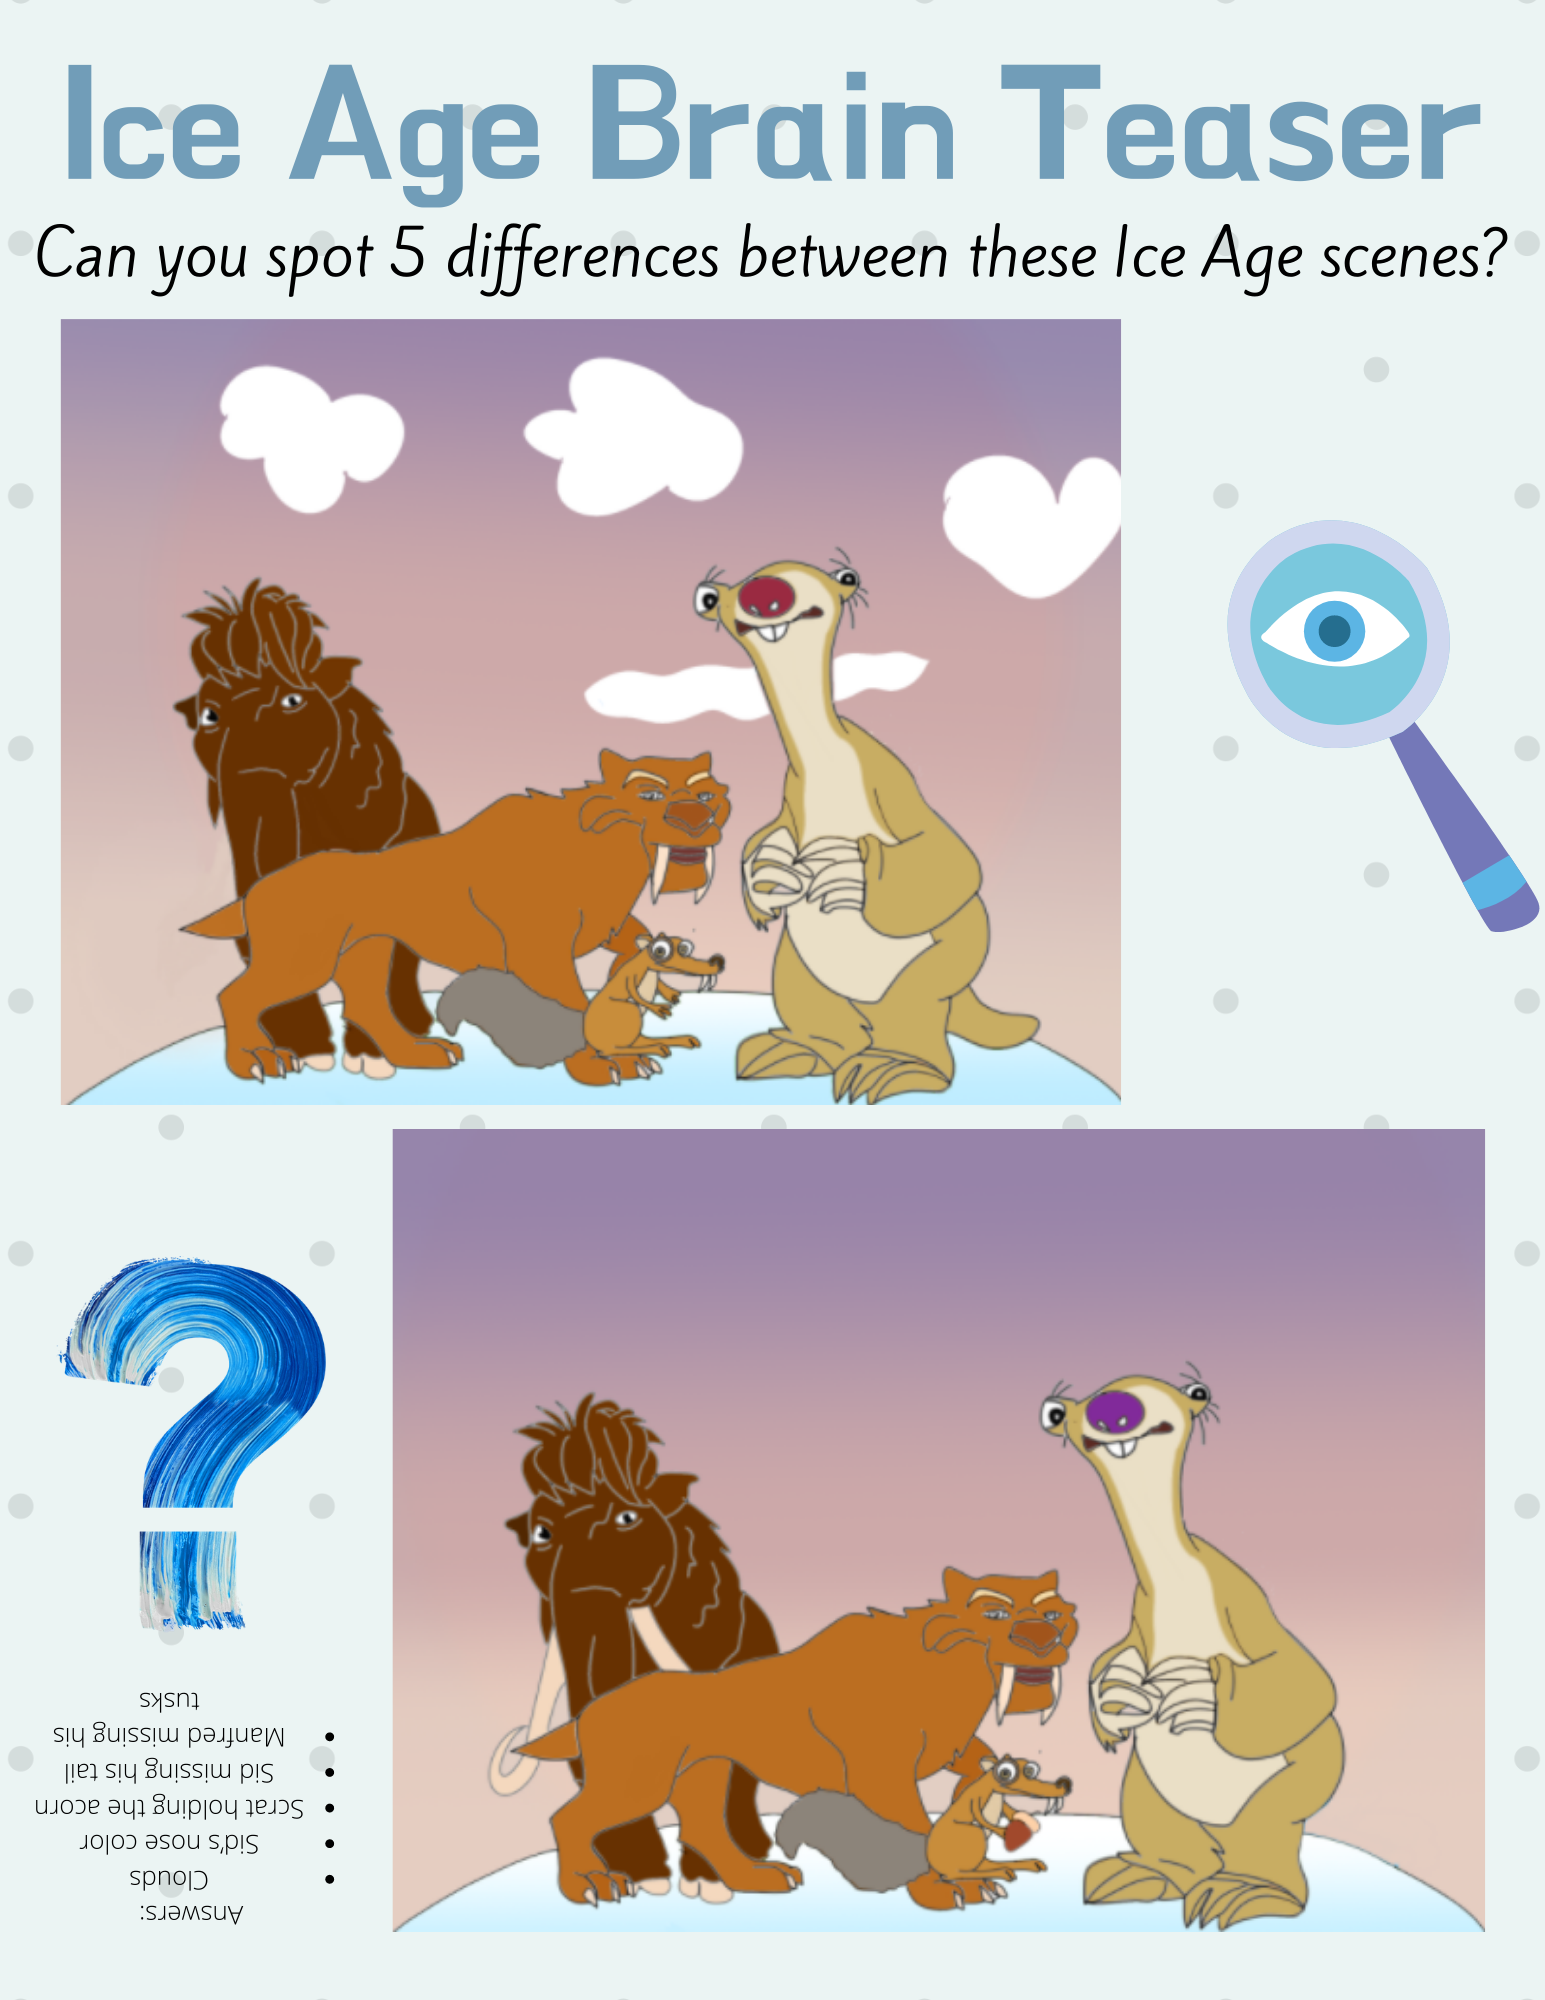 Ice Age Brain Teaser
Can you spot 5 differences between these Ice Age scenes?
Answers:
Clouds
Sid's nose color
Scrat holding the acorn
Sid missing his tail
Manfred missing his
tusks